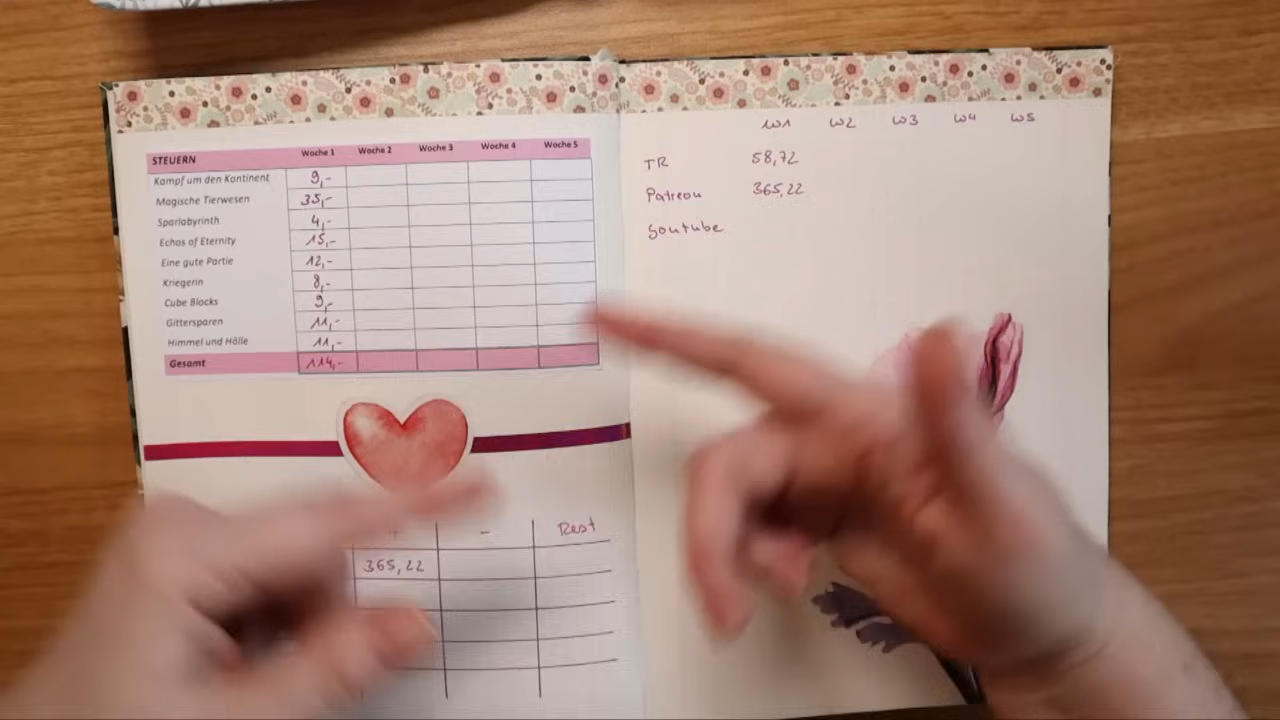 STEUERN Woche 1 Woche 2 Woche 3 Woche 4 Woche 5
Kampf um den Kontinent 9,-
Magische Tierwesen 35,-
Sparlabyrinth 4,-
Echos of Eternity 15,-
Eine gute Partie 12,-
Kriegerin 8,-
Cube Blocks 9,-
Gittersparen 11,-
Himmel und Hölle 11,-
Gesamt 114,-
- Rest
365,22
W1 W2 W3 W4 W5
TR 58,72
Patreon 365,22
Youtube